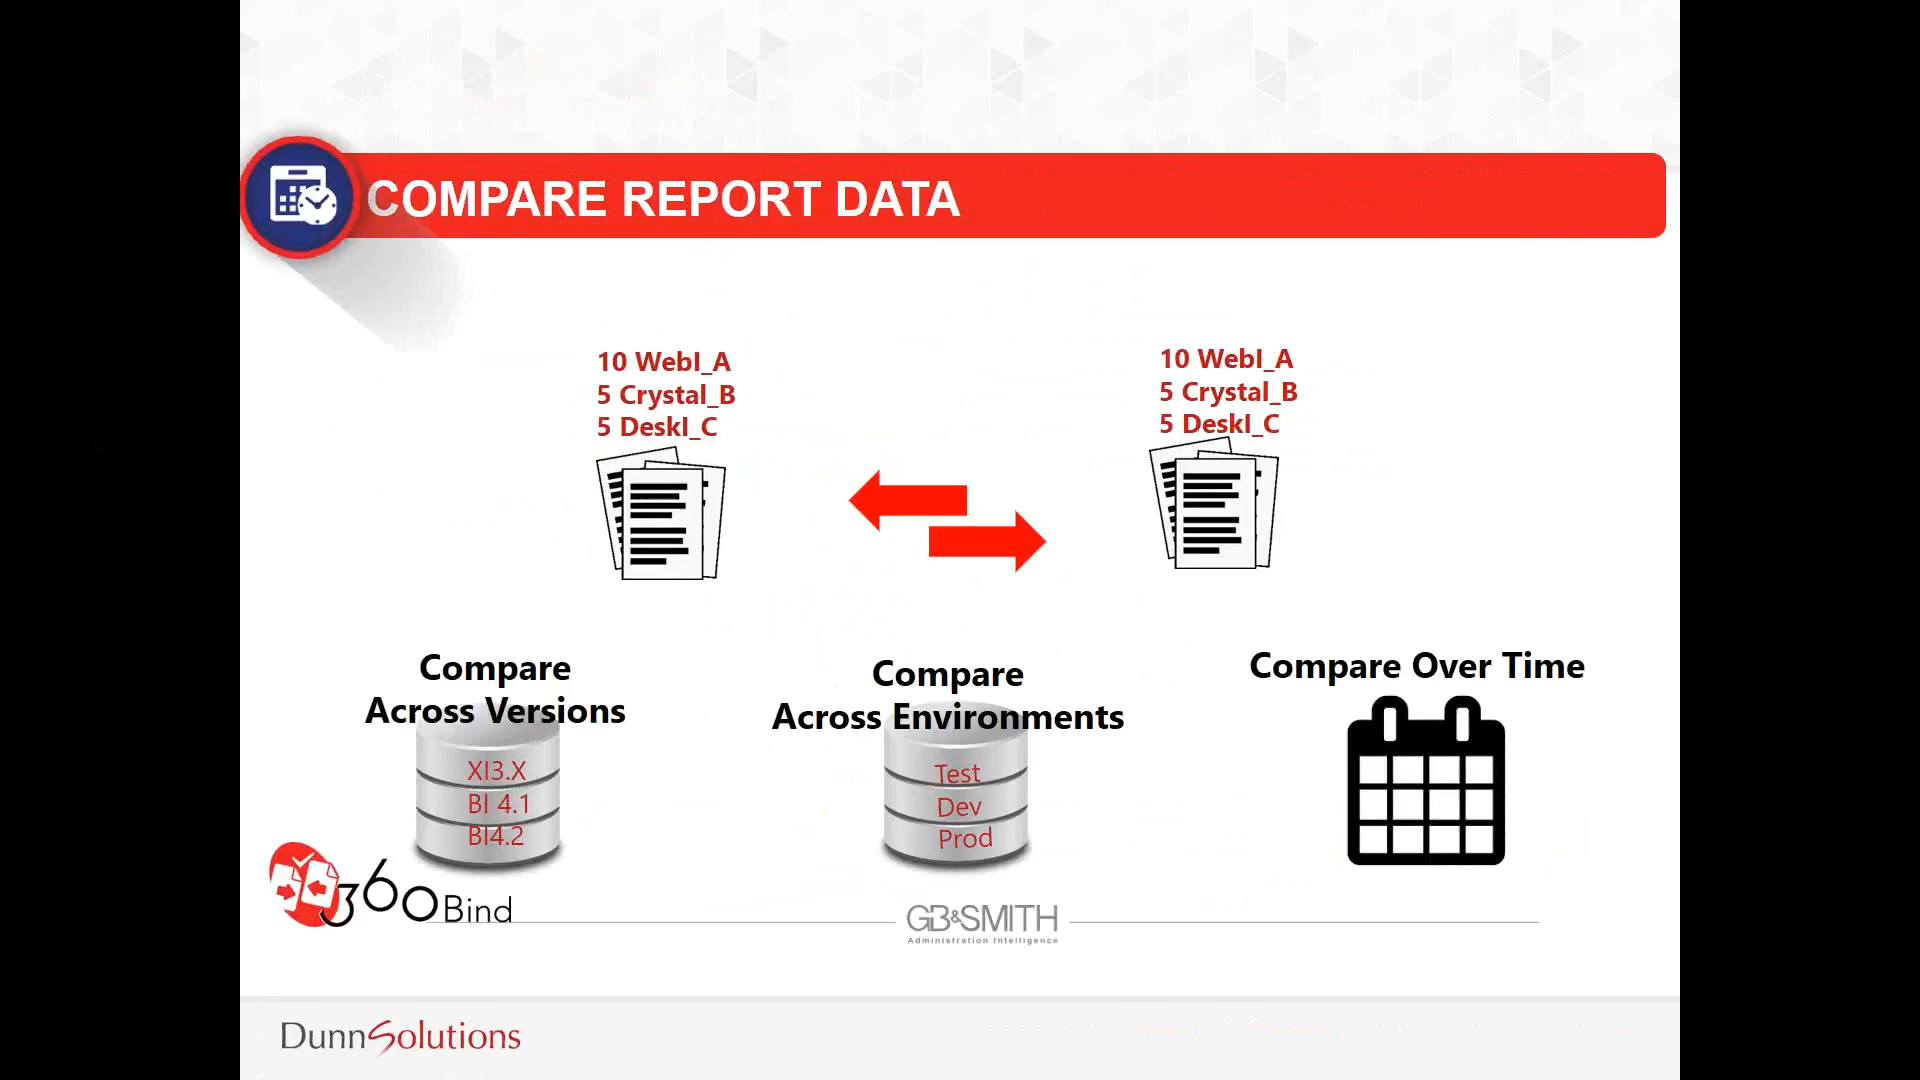 COMPARE REPORT DATA
10 WebI_A
5 Crystal_B
5 DeskI_C
10 WebI_A
5 Crystal_B
5 DeskI_C
Compare
Across Versions
XI3.X
BI 4.1
BI4.2
Compare
Across Environments
Test
Dev
Prod
Compare Over Time
360Bind
GB&SMITH
Administration Intelligence
DunnSolutions